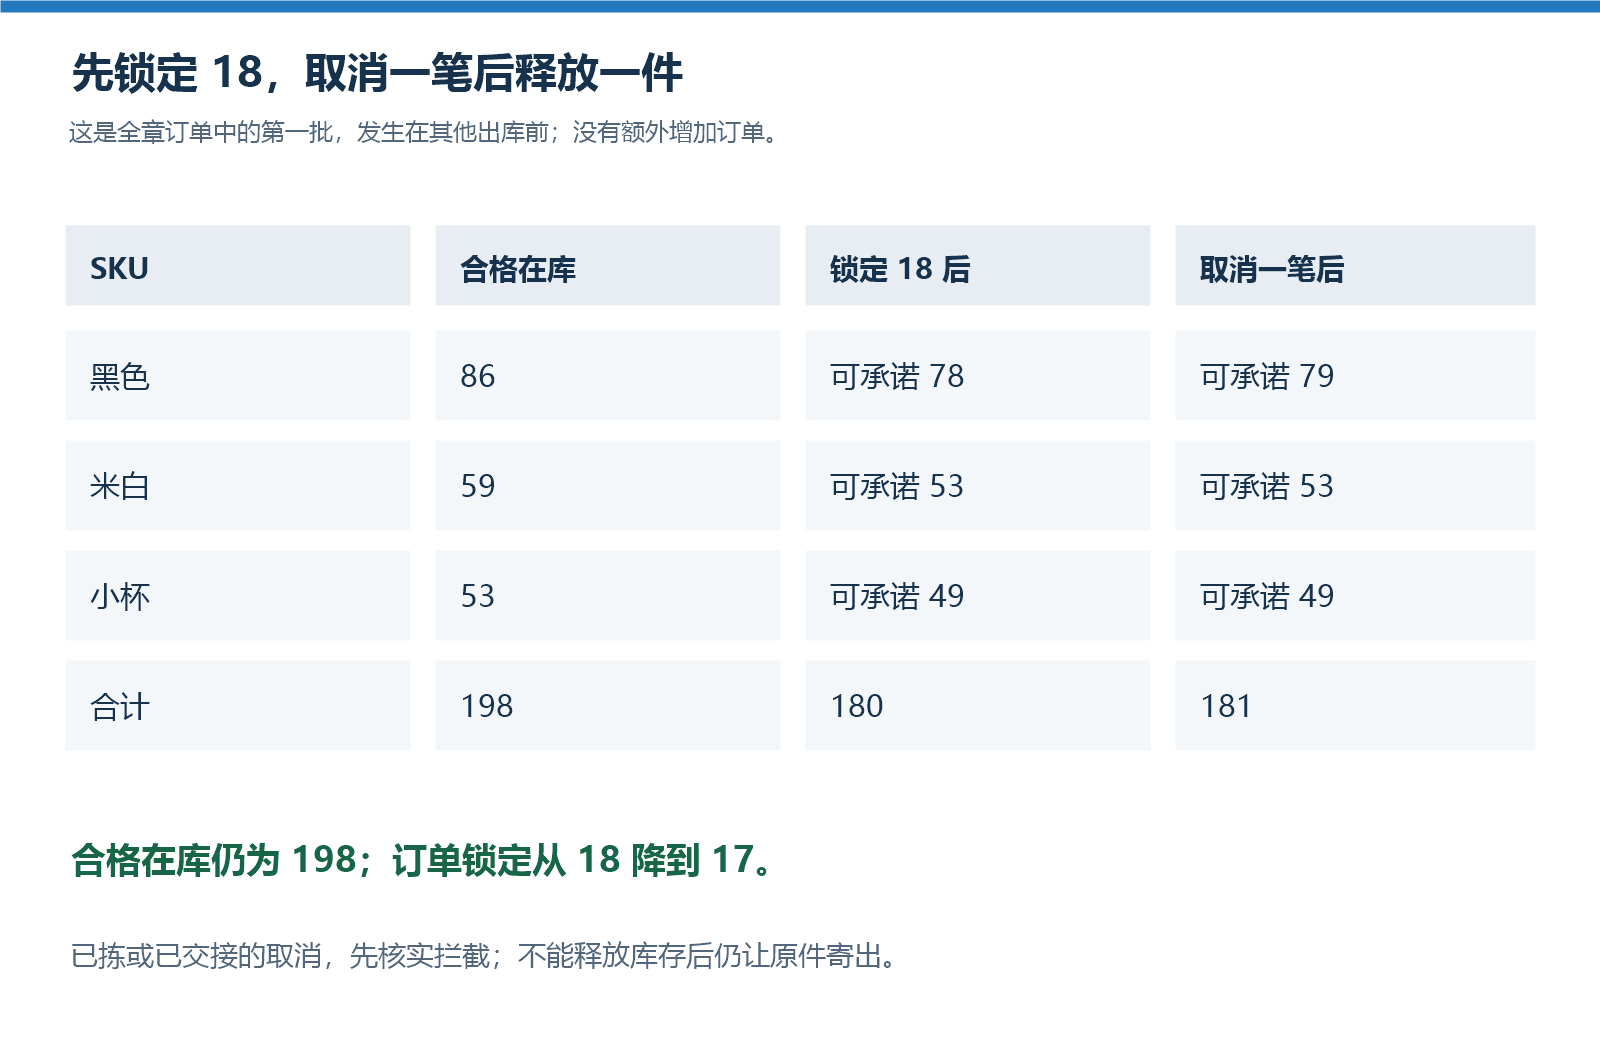 先锁定 18，取消一笔后释放一件
这是全章订单中的第一批，发生在其他出库前；没有额外增加订单。
SKU 合格在库 锁定 18 后 取消一笔后
黑色 86 可承诺 78 可承诺 79
米白 59 可承诺 53 可承诺 53
小杯 53 可承诺 49 可承诺 49
合计 198 180 181
合格在库仍为 198；订单锁定从 18 降到 17。
已拣或已交接的取消，先核实拦截；不能释放库存后仍让原件寄出。